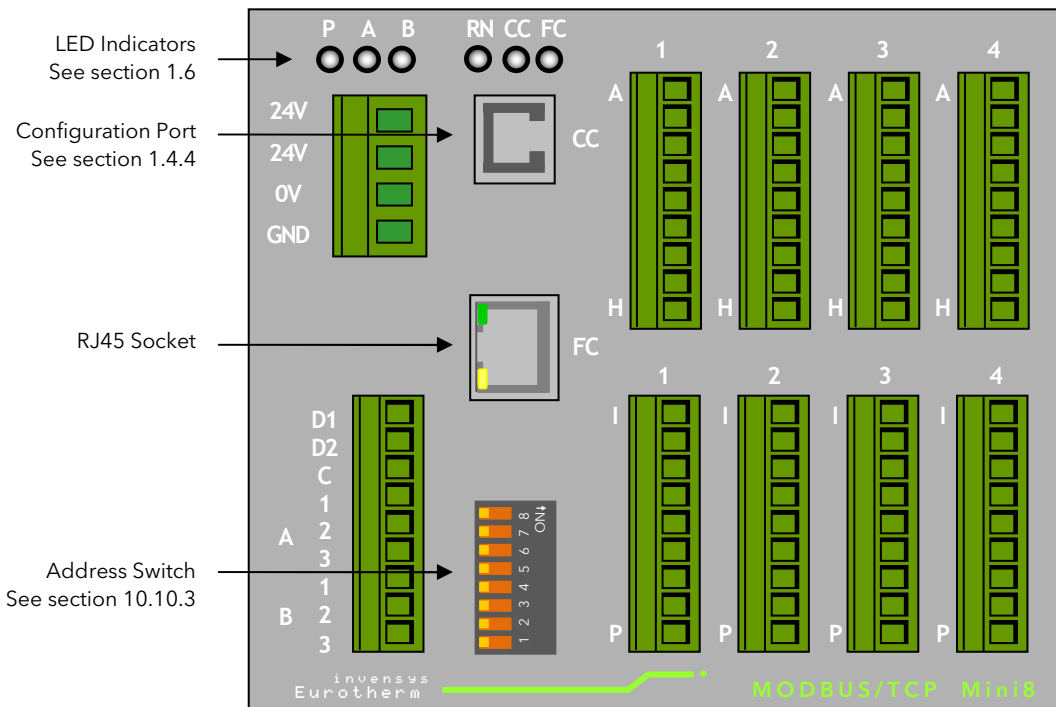 LED Indicators
See section 1.6
P A B
RN CC FC
Configuration Port
See section 1.4.4
24V
24V
0V
GND
CC
1 2 3 4
A A A A
H H H H
RJ45 Socket
FC
1 2 3 4
I I I I
P P P P
D1
D2
C
1
A 2
3
1
B 2
3
Address Switch
See section 10.10.3
1 2 3 4 5 6 7 8
ON
invensys
Eurotherm
MODBUS/TCP Mini8